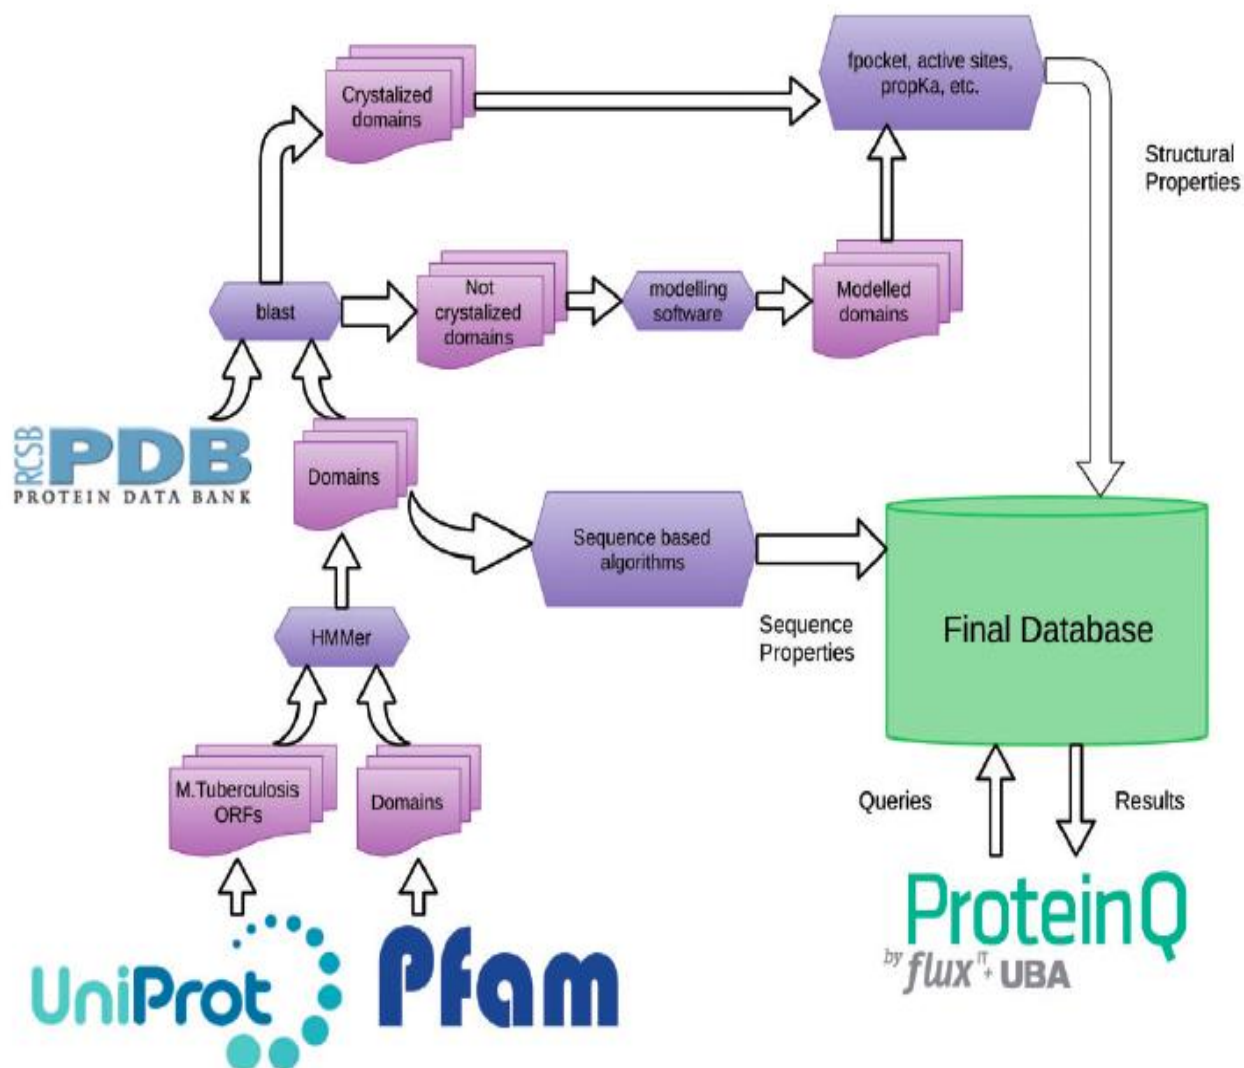 Crystalized
domains
fpocket, active sites,
propKa, etc.
Structural
Properties
blast
Not
crystalized
domains
modelling
software
Modelled
domains
RCSB
PDB
PROTEIN DATA BANK
Domains
Sequence based
algorithms
Sequence
Properties
Final Database
HMMer
M.Tuberculosis
ORFs
Domains
Queries
Results
UniProt
Pfam
ProteinQ
by flux IT + UBA